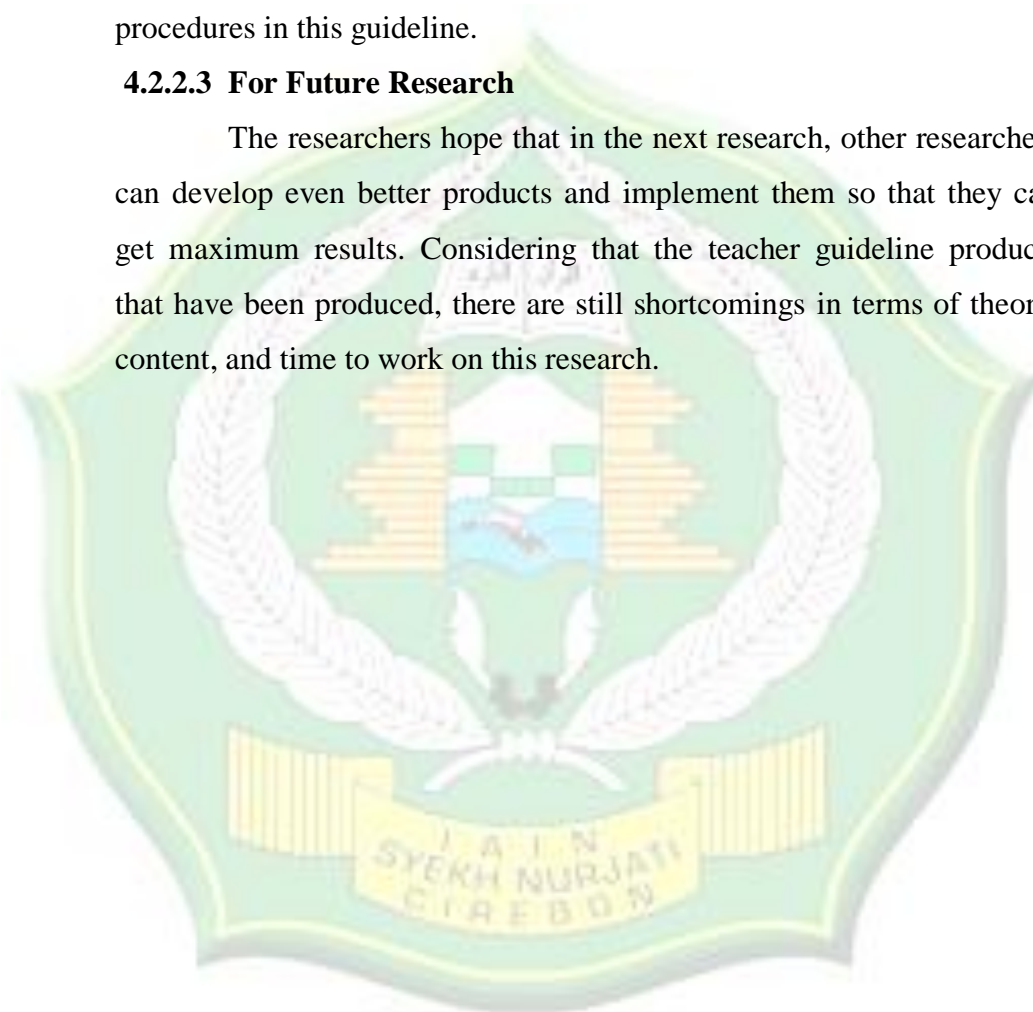 procedures in this guideline.
4.2.2.3 For Future Research
The researchers hope that in the next research, other researche
can develop even better products and implement them so that they ca
get maximum results. Considering that the teacher guideline produc
that have been produced, there are still shortcomings in terms of theor
content, and time to work on this research.
IAIN
SYEKH NURJATI
CIREBON